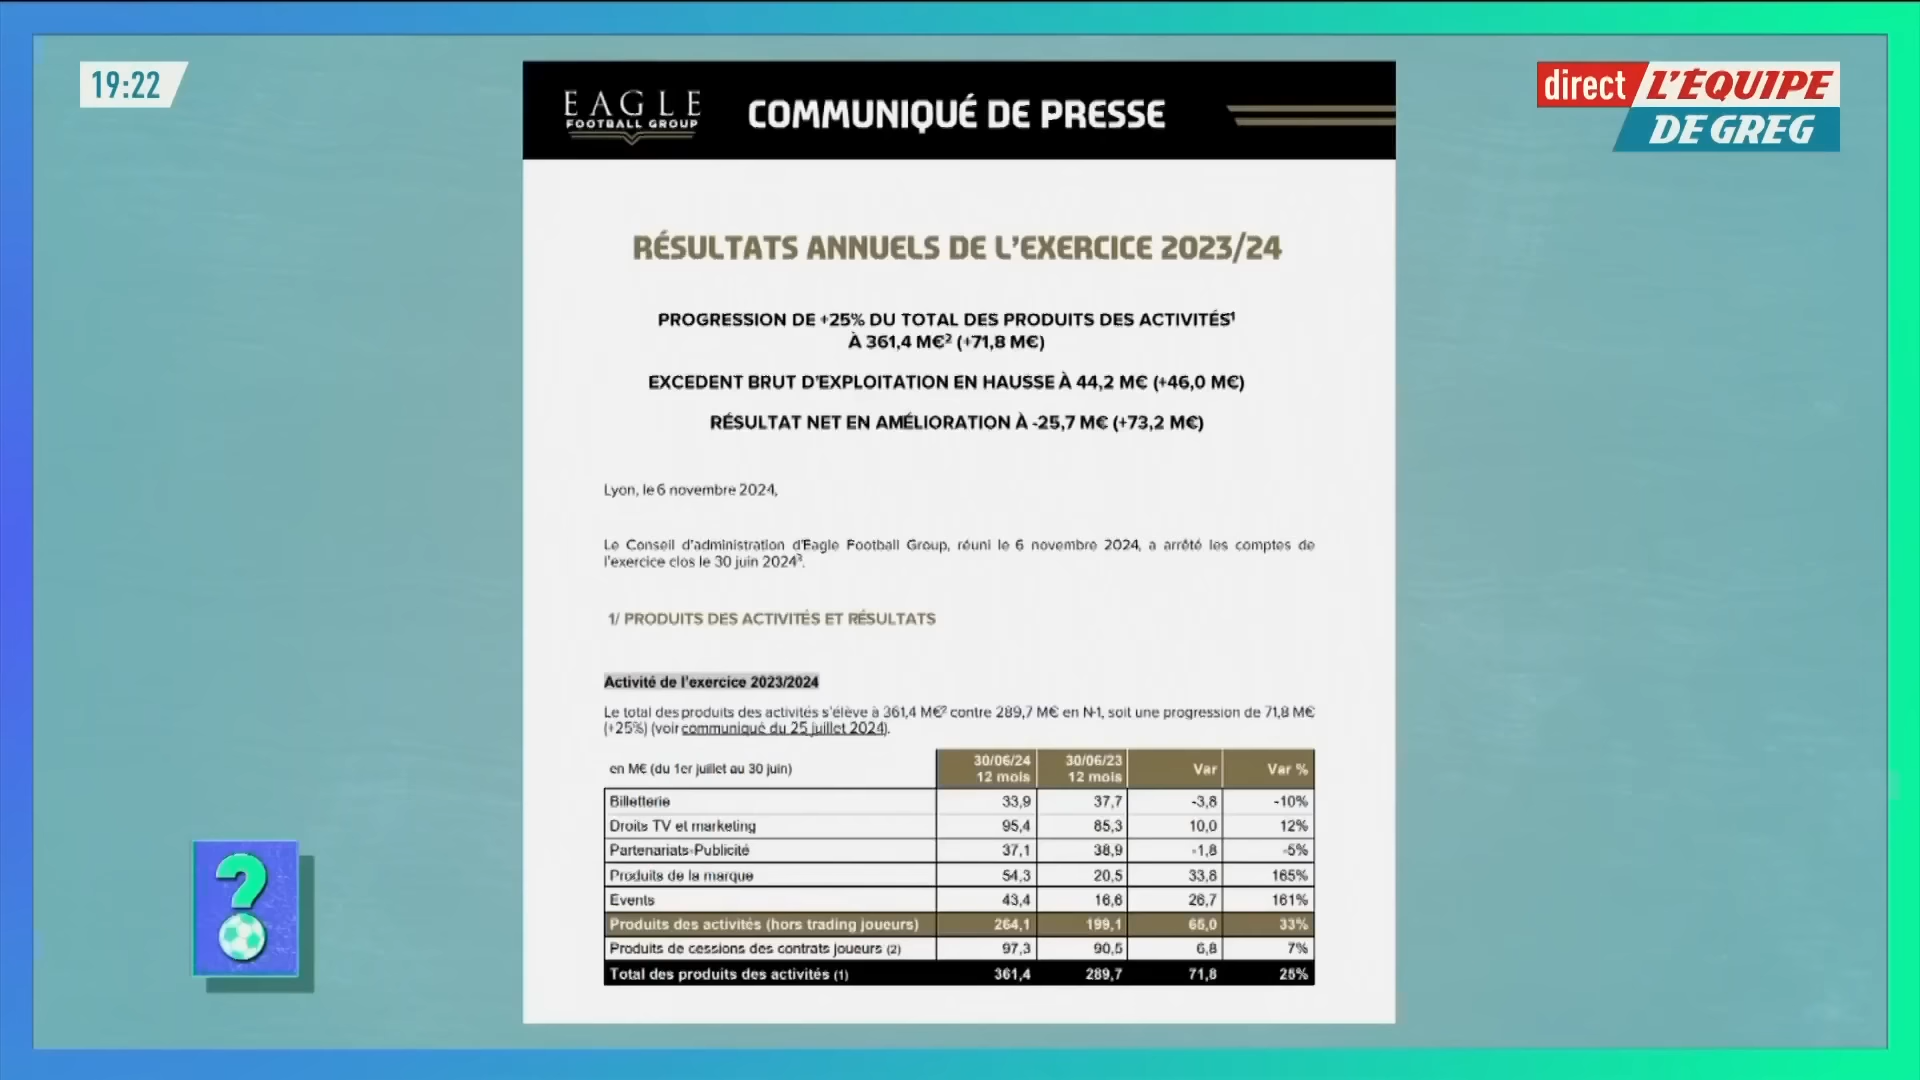 19:22
direct L'ÉQUIPE
DE GREG
EAGLE
FOOTBALL GROUP
COMMUNIQUÉ DE PRESSE
RÉSULTATS ANNUELS DE L'EXERCICE 2023/24
PROGRESSION DE +25% DU TOTAL DES PRODUITS DES ACTIVITÉS¹
À 361,4 M€² (+71,8 M€)
EXCEDENT BRUT D'EXPLOITATION EN HAUSSE À 44,2 M€ (+46,0 M€)
RÉSULTAT NET EN AMÉLIORATION À -25,7 M€ (+73,2 M€)
Lyon, le 6 novembre 2024,
Le Conseil d'administration d'Eagle Football Group, réuni le 6 novembre 2024, a arrêté les comptes de
l'exercice clos le 30 juin 2024³.
1/ PRODUITS DES ACTIVITÉS ET RÉSULTATS
Activité de l'exercice 2023/2024
Le total des produits des activités s'élève à 361,4 M€² contre 289,7 M€ en N-1, soit une progression de 71,8 M€
(+25%) (voir communiqué du 25 juillet 2024).
en M€ (du 1er juillet au 30 juin) 30/06/24 12 mois 30/06/23 12 mois Var Var %
Billetterie 33,9 37,7 -3,8 -10%
Droits TV et marketing 95,4 85,3 10,0 12%
Partenariats-Publicité 37,1 38,9 -1,8 -5%
Produits de la marque 54,3 20,5 33,8 165%
Events 43,4 16,6 26,7 161%
Produits des activités (hors trading joueurs) 264,1 199,1 65,0 33%
Produits de cessions des contrats joueurs (2) 97,3 90,5 6,8 7%
Total des produits des activités (1) 361,4 289,7 71,8 25%
?